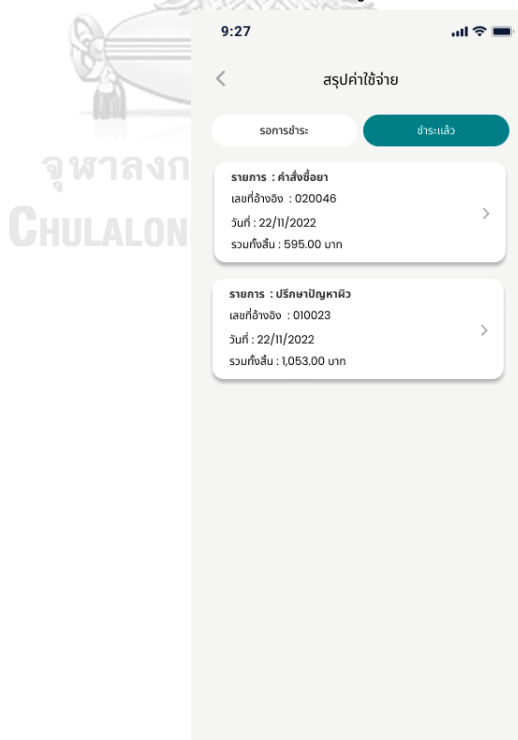 9:27
สรุปค่าใช้จ่าย
รอการชำระ
ชำระแล้ว
รายการ : คำสั่งซื้อยา
เลขที่อ้างอิง : 020046
วันที่ : 22/11/2022
รวมทั้งสิ้น : 595.00 บาท
รายการ : ปรึกษาปัญหาผิว
เลขที่อ้างอิง : 010023
วันที่ : 22/11/2022
รวมทั้งสิ้น : 1,053.00 บาท
จุฬาลงก
CHULALON